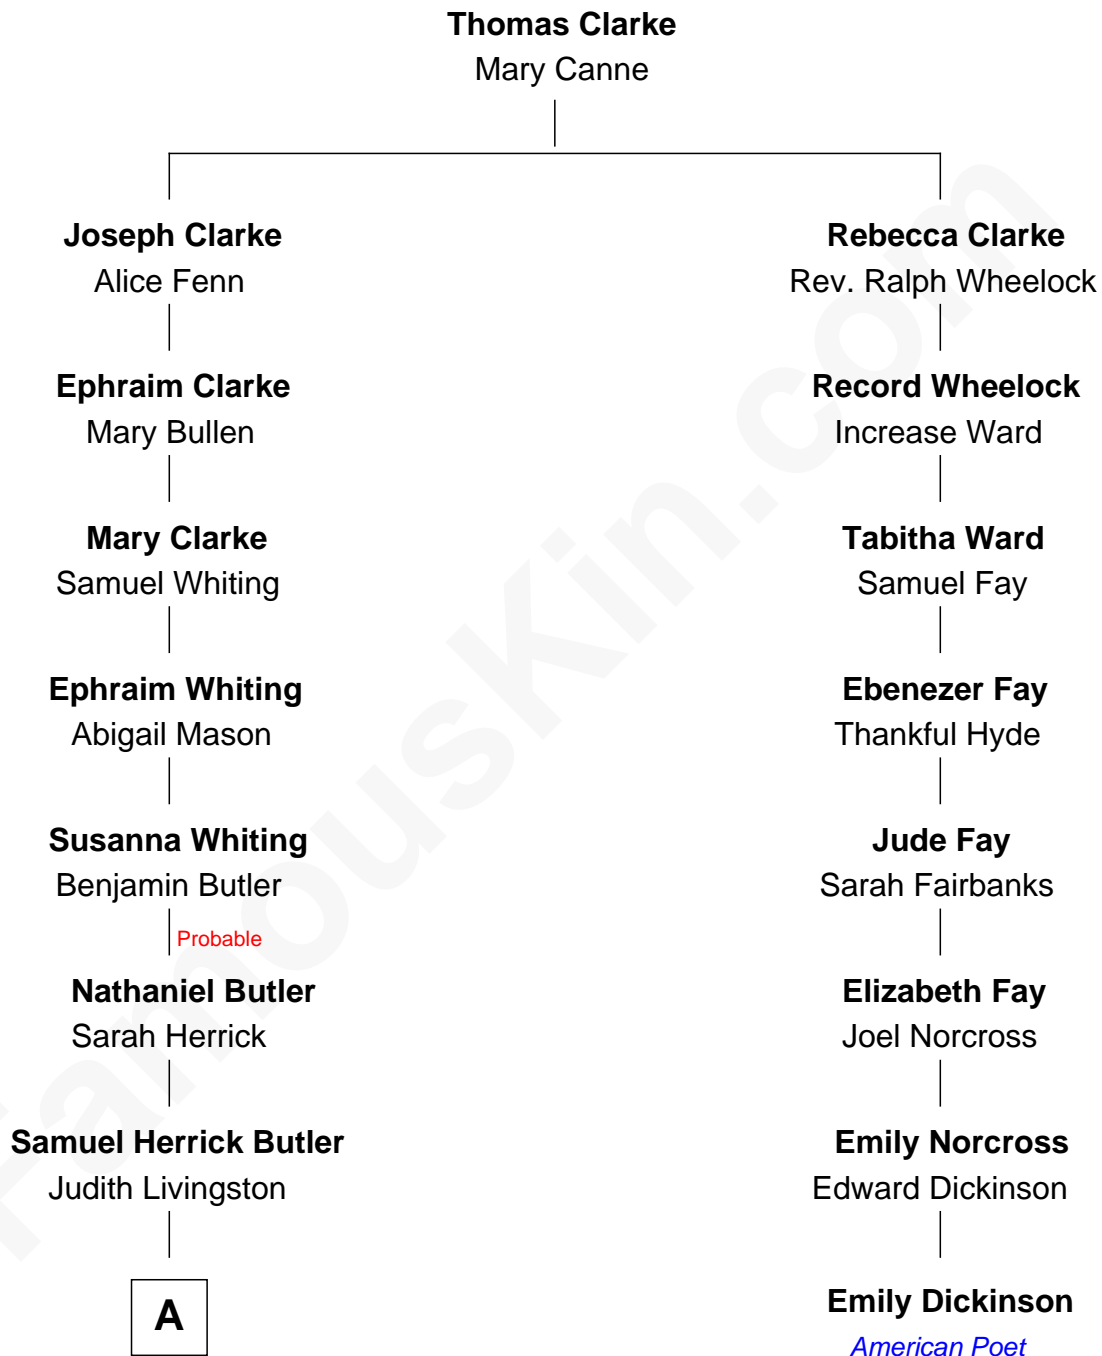 Thomas Clarke
Mary Canne
Joseph Clarke
Alice Fenn
Rebecca Clarke
Rev. Ralph Wheelock
Ephraim Clarke
Mary Bullen
Record Wheelock
Increase Ward
Mary Clarke
Samuel Whiting
Tabitha Ward
Samuel Fay
Ephraim Whiting
Abigail Mason
Ebenezer Fay
Thankful Hyde
Susanna Whiting
Benjamin Butler
Jude Fay
Sarah Fairbanks
Probable
Nathaniel Butler
Sarah Herrick
Elizabeth Fay
Joel Norcross
Samuel Herrick Butler
Judith Livingston
Emily Norcross
Edward Dickinson
A
Emily Dickinson
American Poet
FamousKin.com